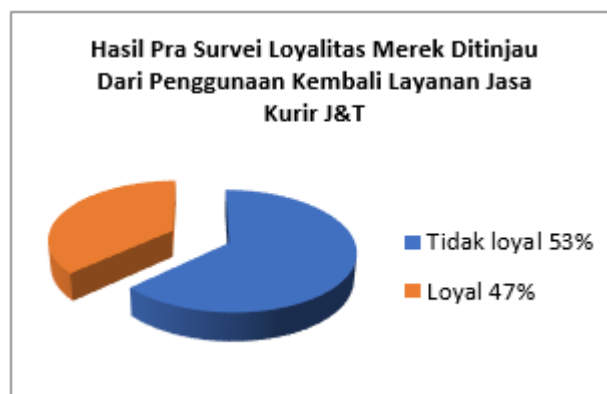 Hasil Pra Survei Loyalitas Merek Ditinjau
Dari Penggunaan Kembali Layanan Jasa
Kurir J&T
Tidak loyal 53%
Loyal 47%